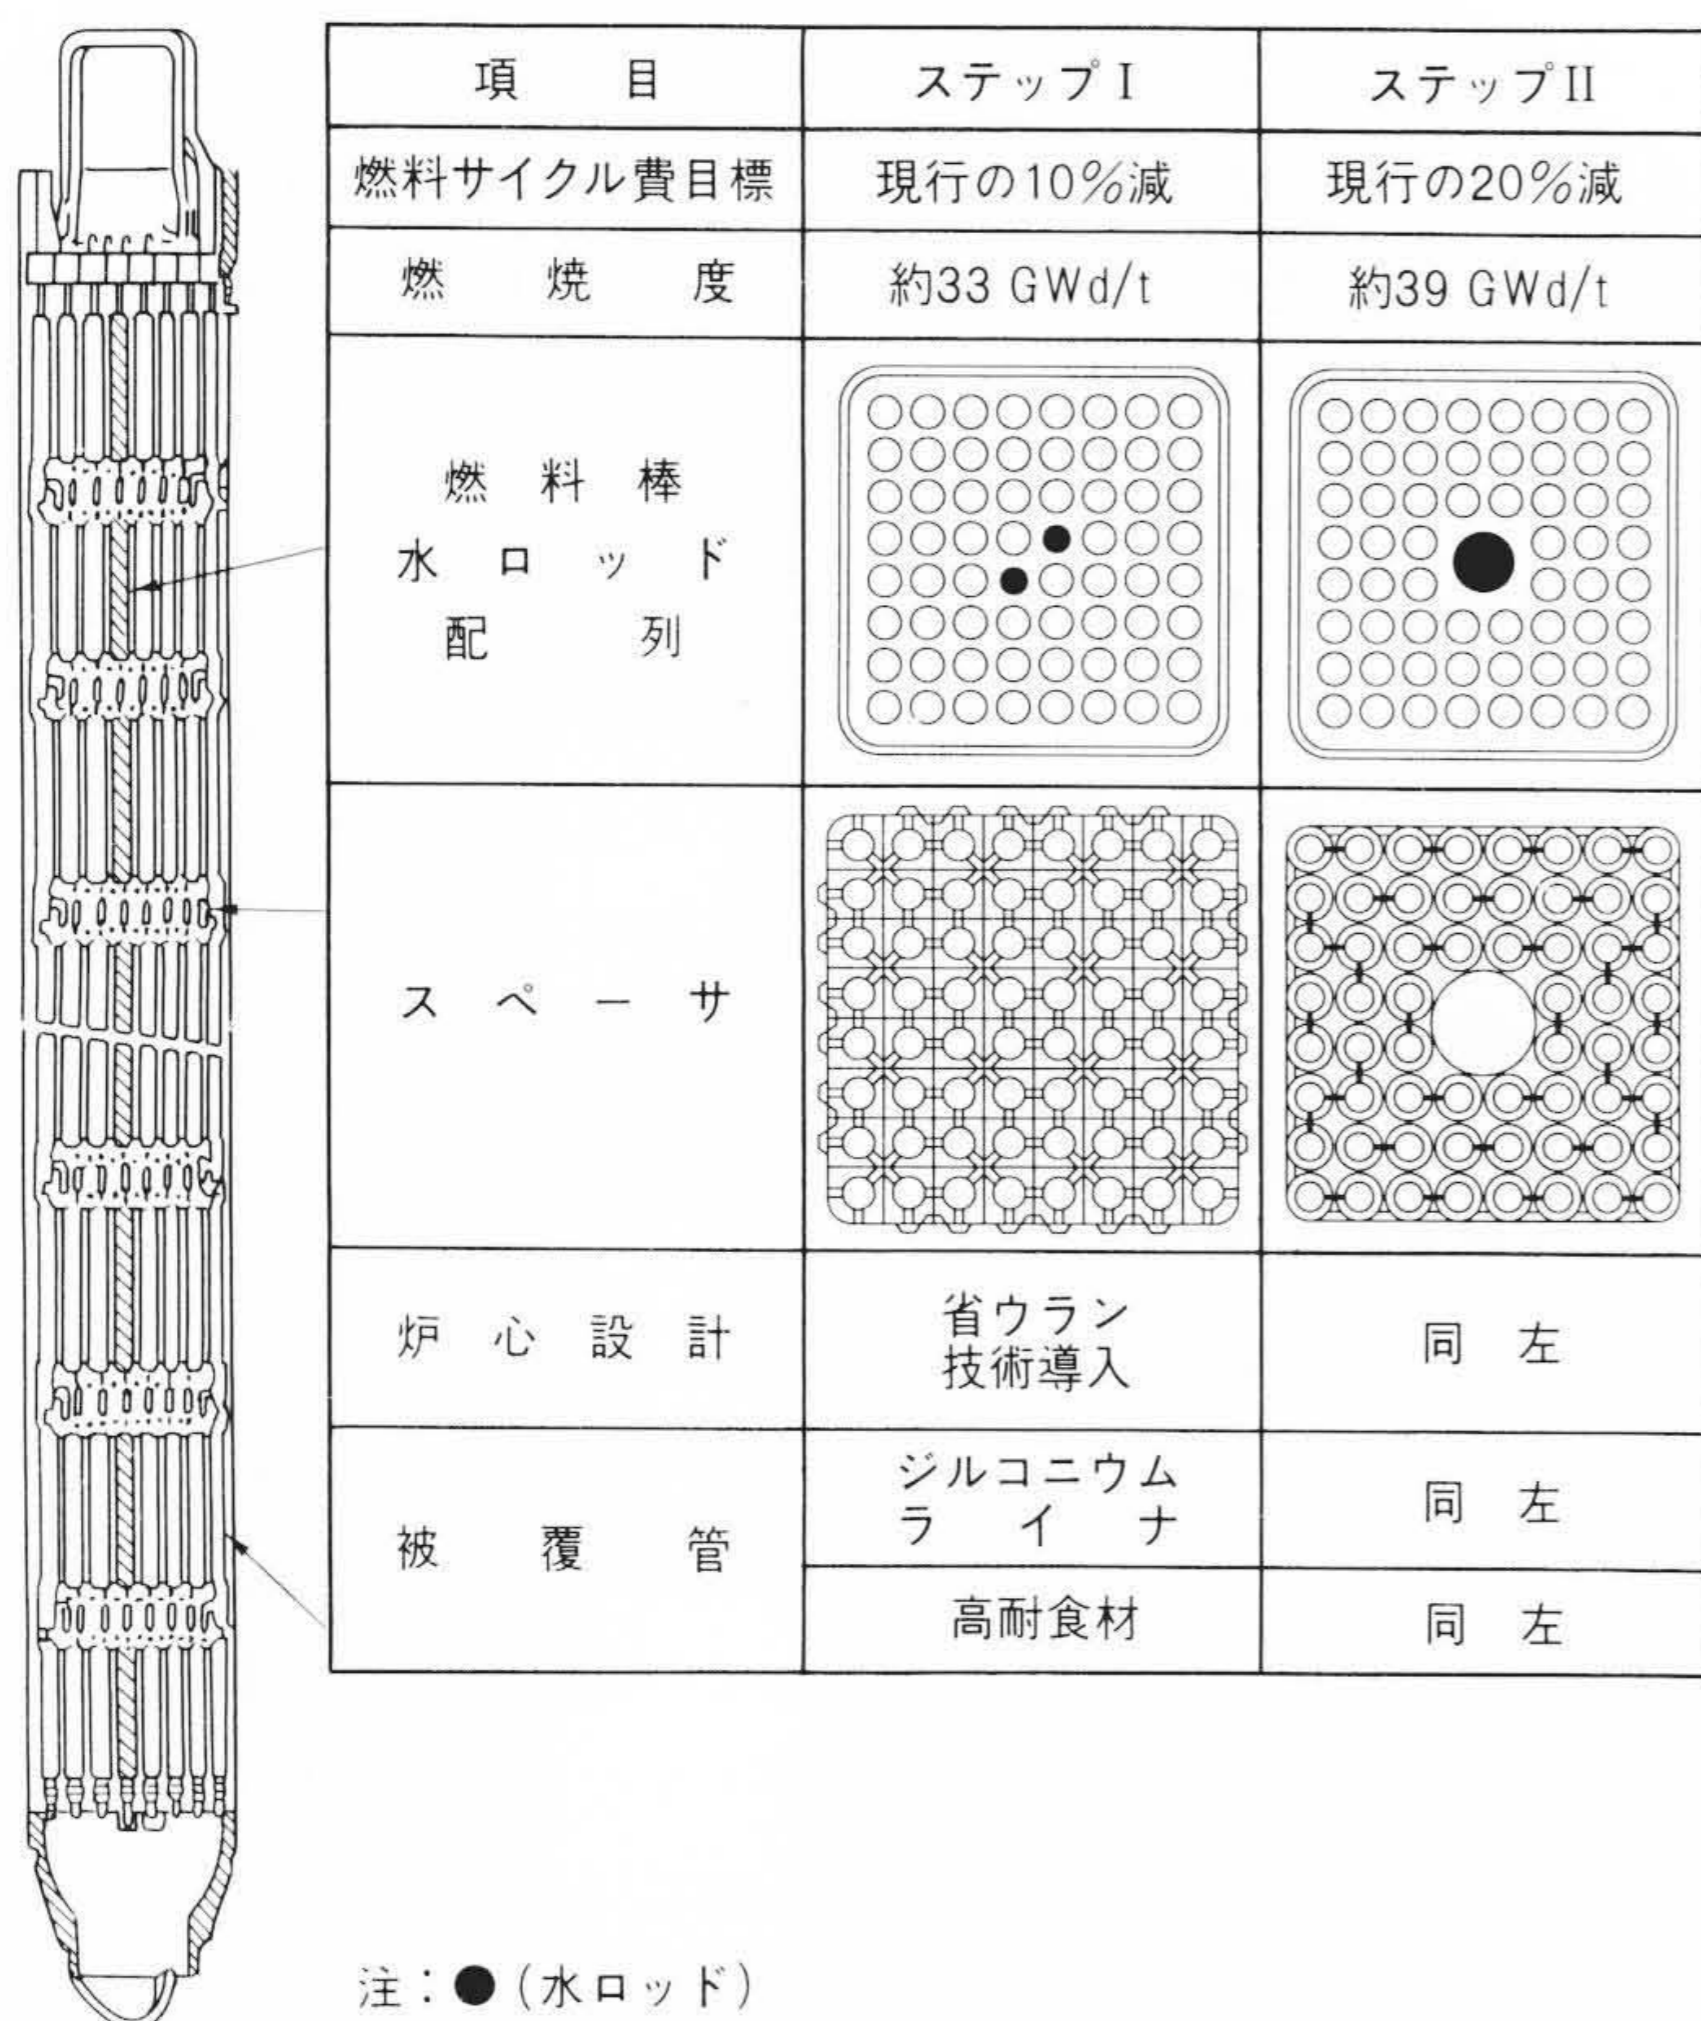 項目 ステップⅠ ステップⅡ
燃料サイクル費目標 現行の10%減 現行の20%減
燃焼度 約33 GWd/t 約39 GWd/t
燃料棒
水ロッド
配列
スペーサ
炉心設計 省ウラン
技術導入 同左
被覆管 ジルコニウム
ライナ 同左
高耐食材 同左
注:●(水ロッド)